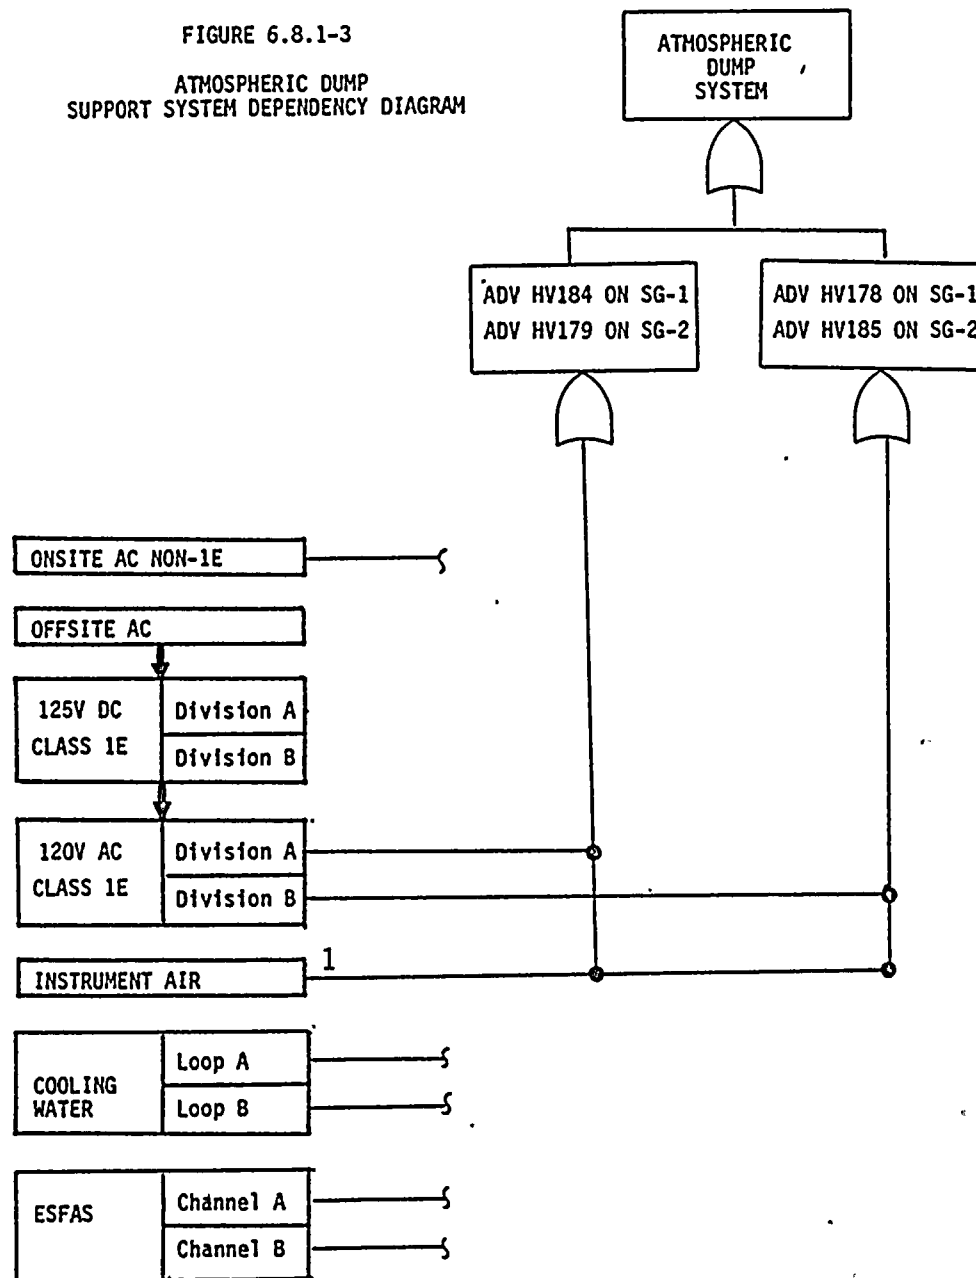 FIGURE 6.8.1-3
ATMOSPHERIC DUMP
SUPPORT SYSTEM DEPENDENCY DIAGRAM
ATMOSPHERIC
DUMP
SYSTEM
ADV HV184 ON SG-1
ADV HV179 ON SG-2
ADV HV178 ON SG-1
ADV HV185 ON SG-2
ONSITE AC NON-1E
OFFSITE AC
125V DC
CLASS 1E
Division A
Division B
120V AC
CLASS 1E
Division A
Division B
INSTRUMENT AIR
1
COOLING
WATER
Loop A
Loop B
ESFAS
Channel A
Channel B